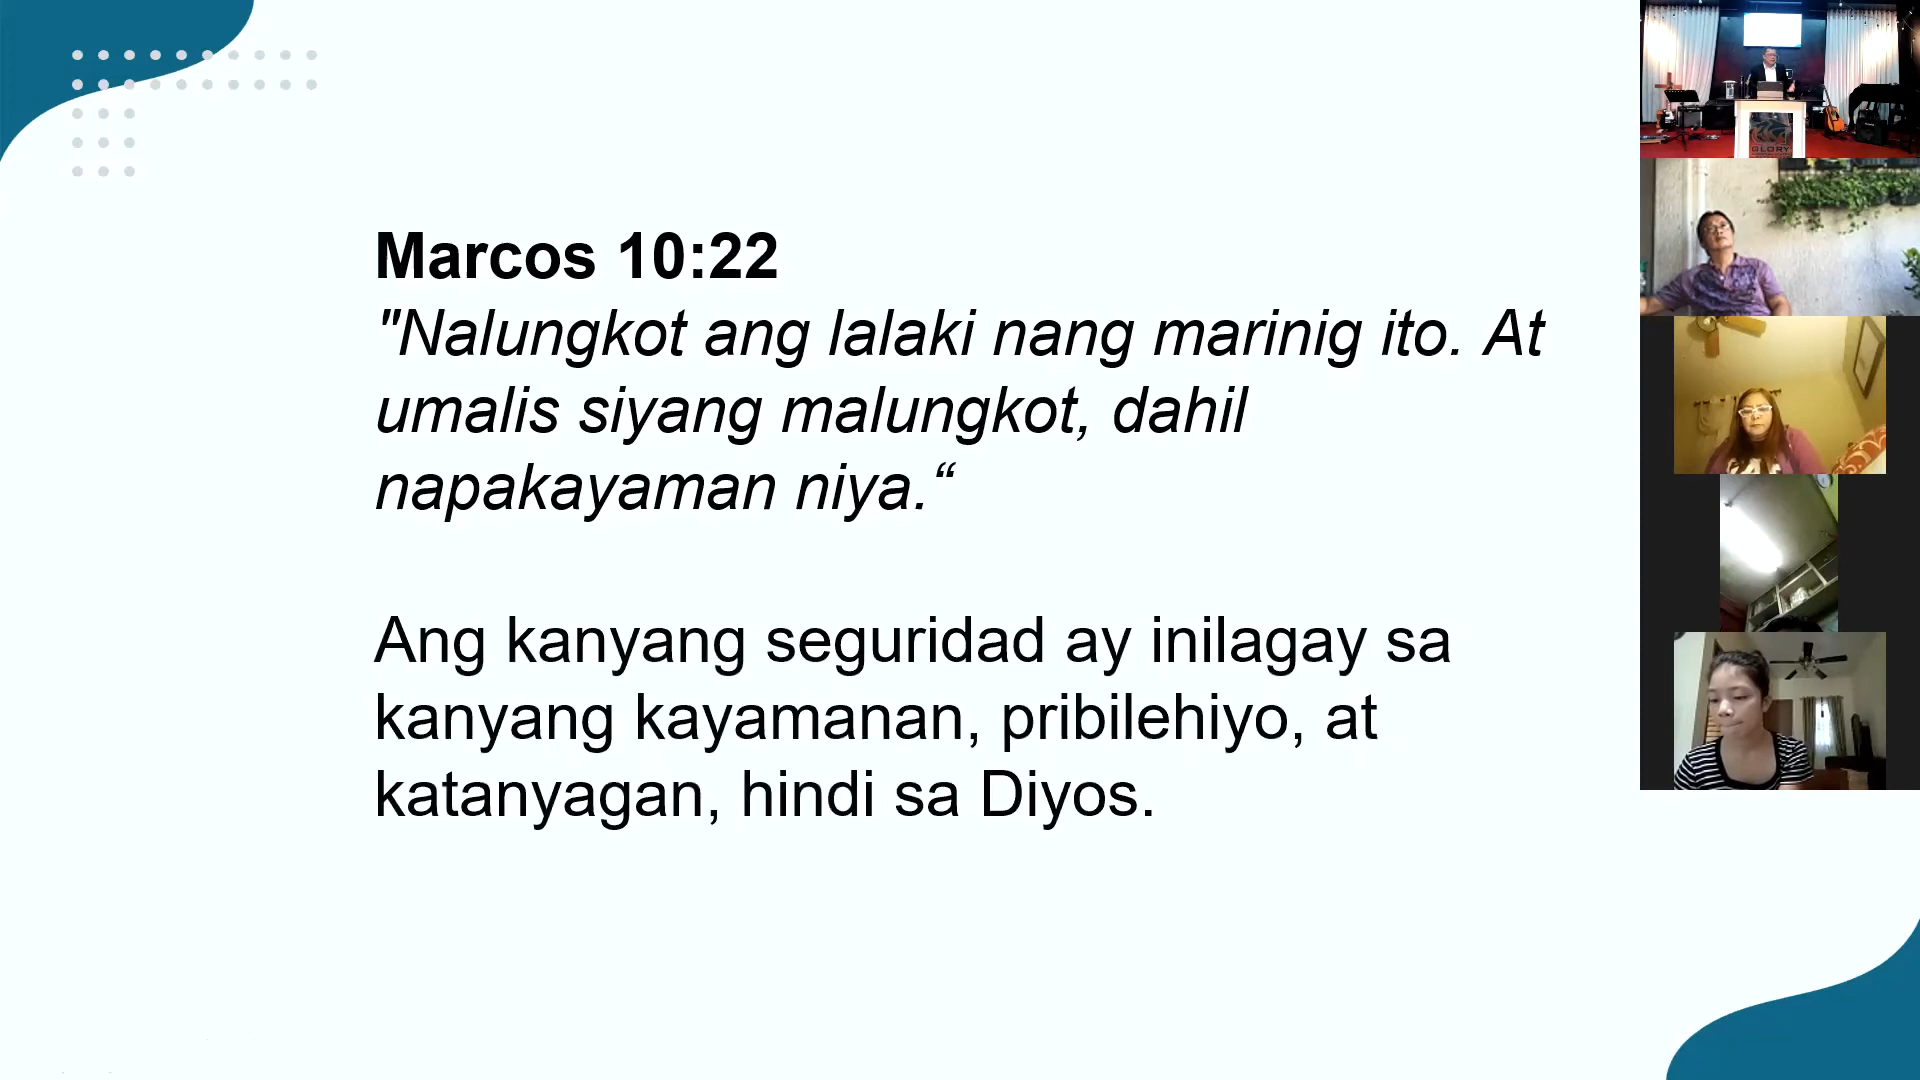 Marcos 10:22
"Nalungkot ang lalaki nang marinig ito. At
umalis siyang malungkot, dahil
napakayaman niya.“
Ang kanyang seguridad ay inilagay sa
kanyang kayamanan, pribilehiyo, at
katanyagan, hindi sa Diyos.
GLORY